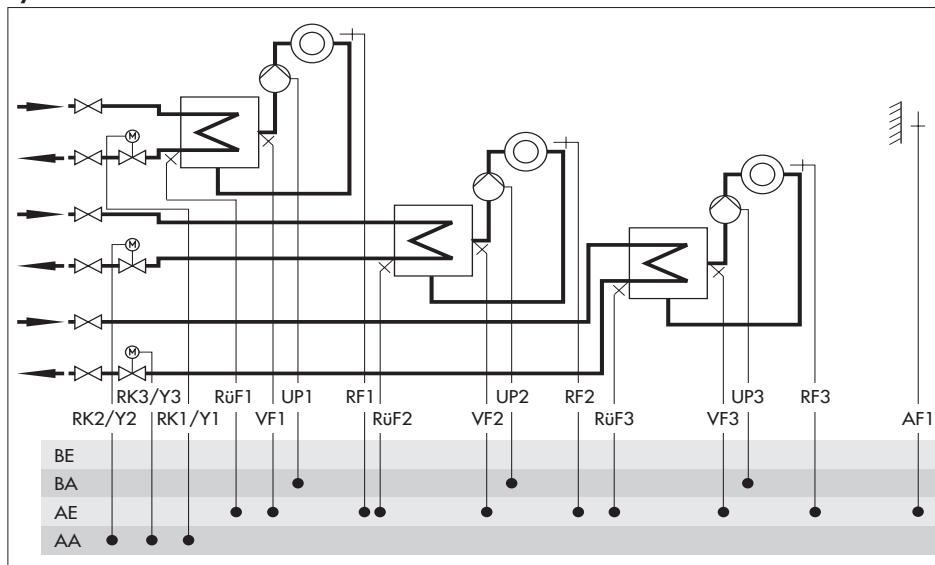 M
M
M
RK3/Y3 RüF1 UP1 RF1 UP2 RF2 UP3 RF3
RK2/Y2 RK1/Y1 VF1 RüF2 VF2 RüF3 VF3 AF1
BE
BA
AE
AA